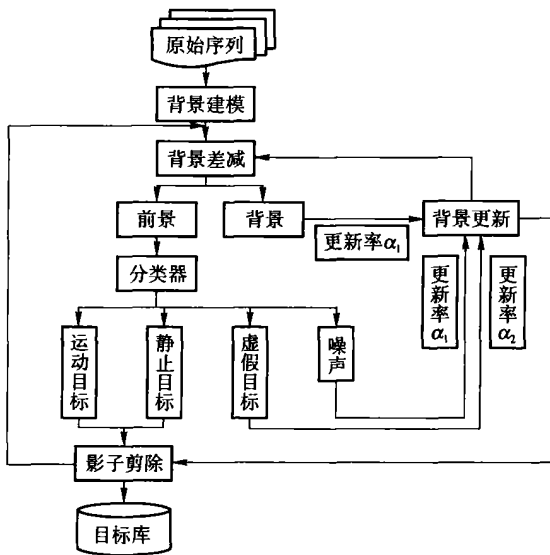 原始序列
背景建模
背景差减
前景
背景
更新率α₁
背景更新
分类器
更新率α₁
更新率α₂
运动目标
静止目标
虚假目标
噪声
影子剪除
目标库